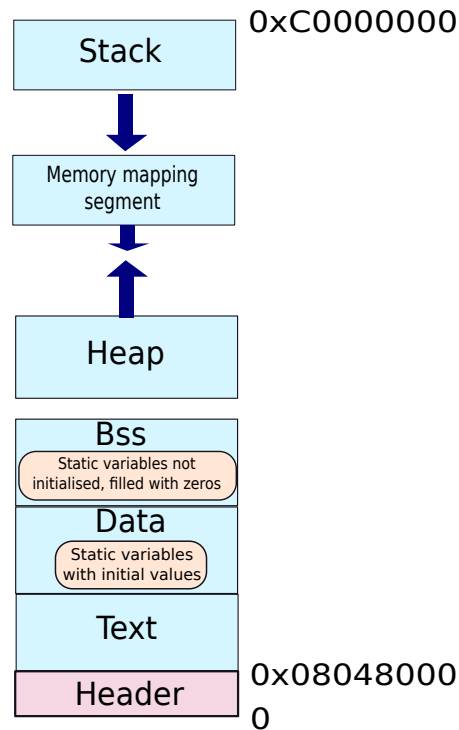 0xC0000000
Stack
Memory mapping
segment
Heap
Bss
Static variables not
initialised, filled with zeros
Data
Static variables
with initial values
Text
0x08048000
Header
0